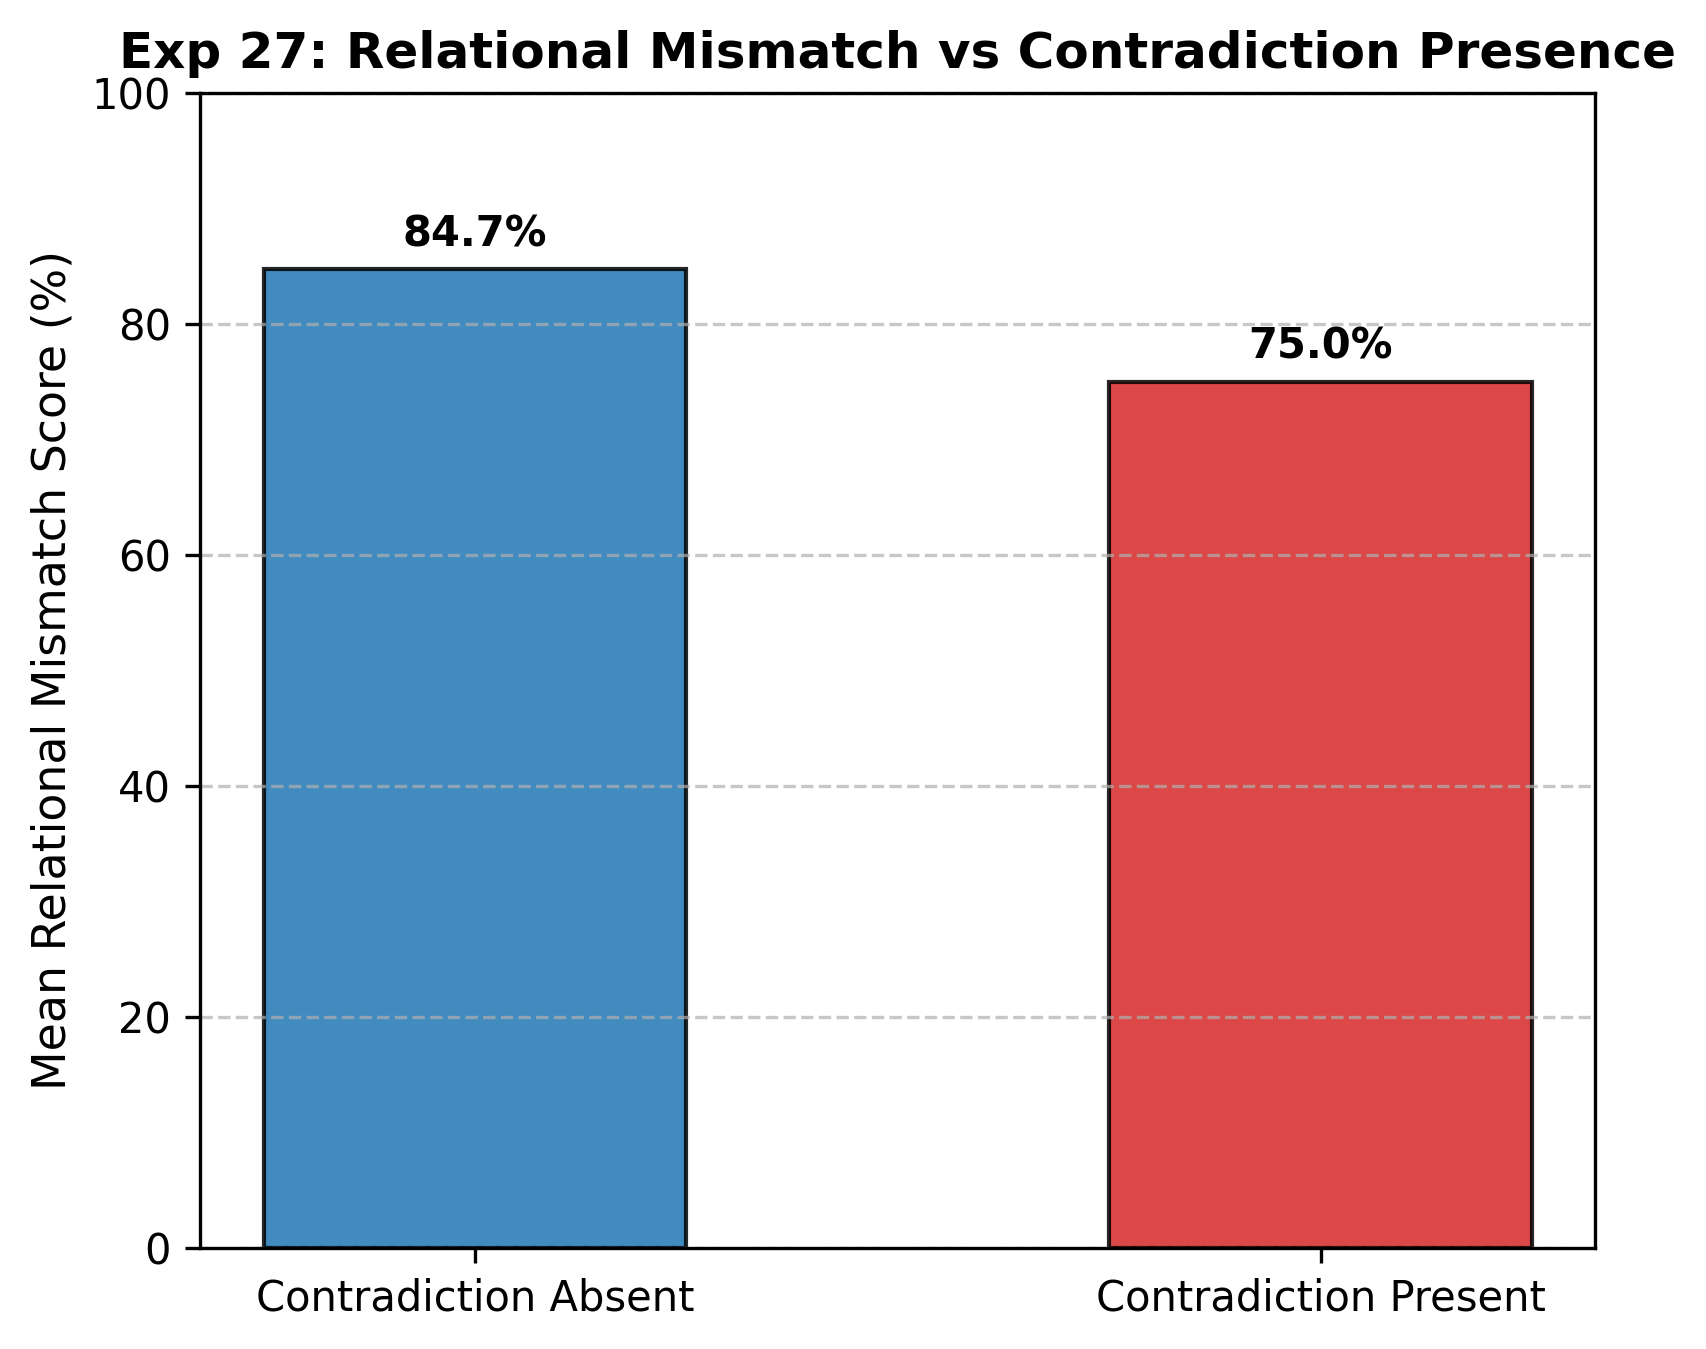 Exp 27: Relational Mismatch vs Contradiction Presence
Mean Relational Mismatch Score (%)
100
80
60
40
20
0
84.7%
75.0%
Contradiction Absent
Contradiction Present